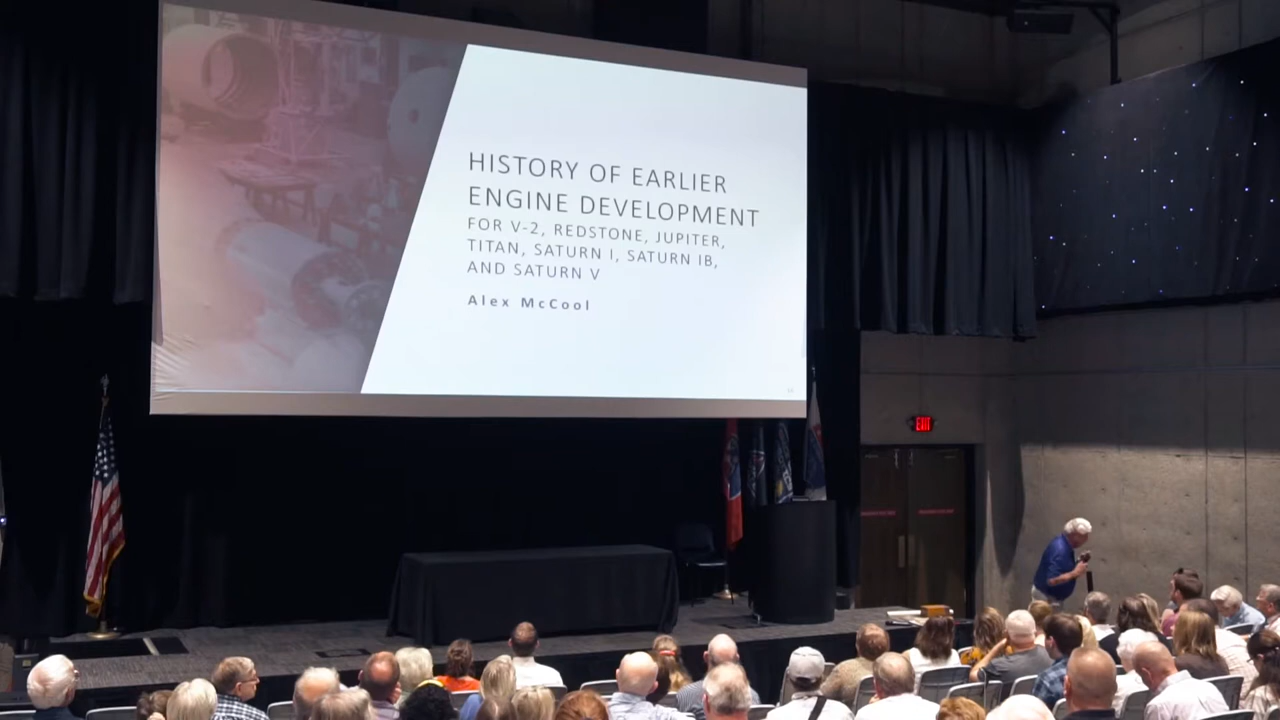 HISTORY OF EARLIER
ENGINE DEVELOPMENT
FOR V-2, REDSTONE, JUPITER,
TITAN, SATURN I, SATURN IB,
AND SATURN V
Alex McCool
EXIT